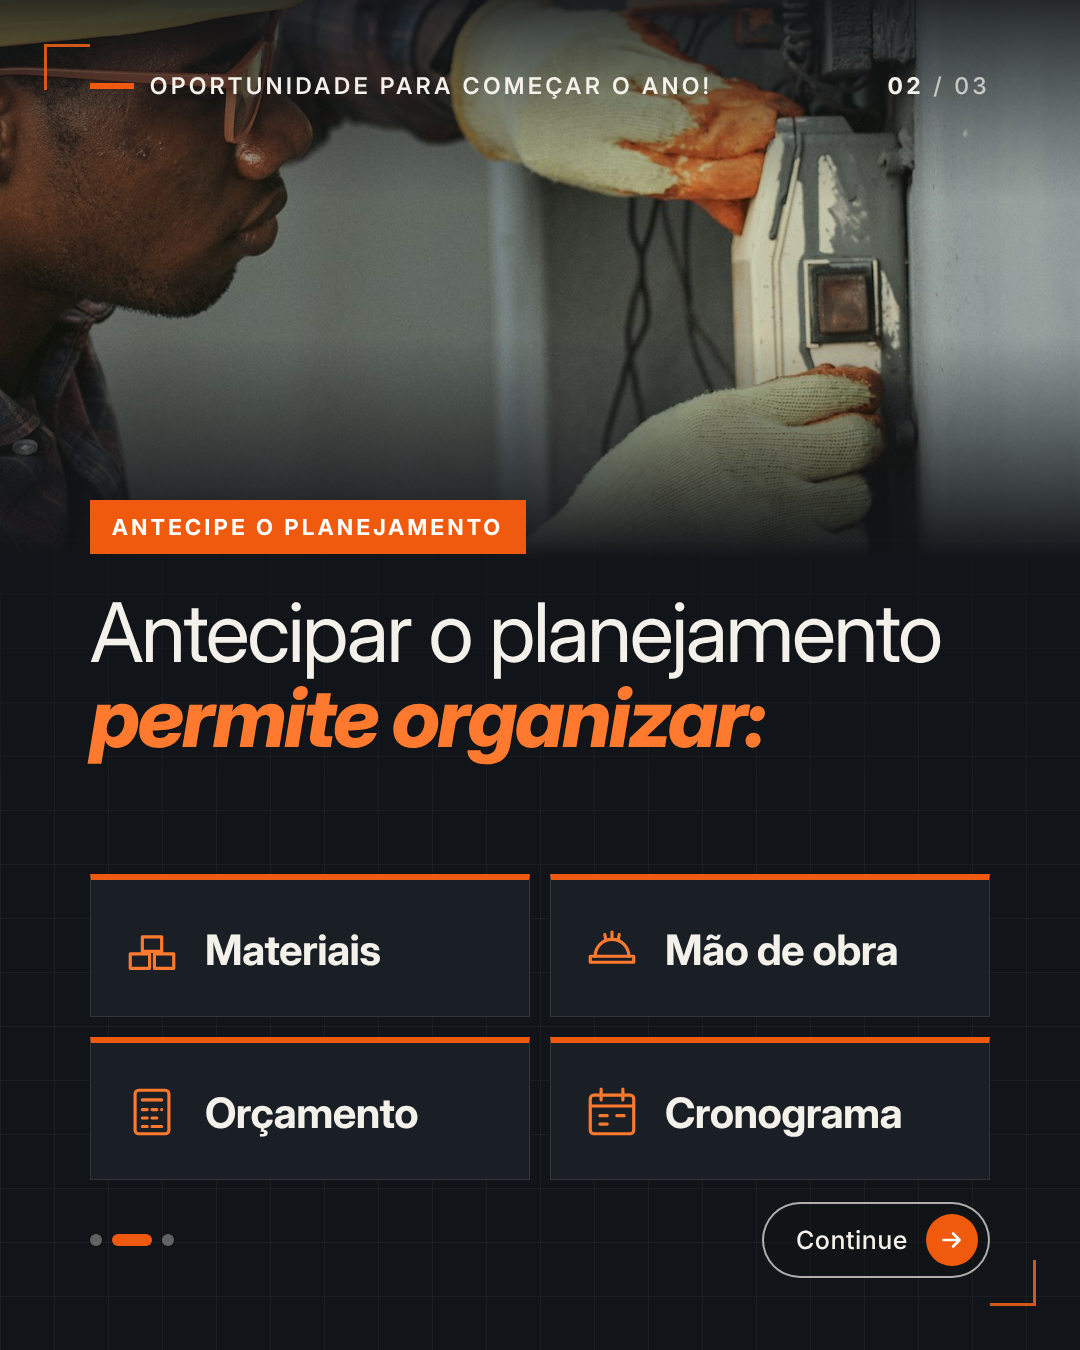 OPORTUNIDADE PARA COMEÇAR O ANO!
02 / 03
ANTECIPE O PLANEJAMENTO
Antecipar o planejamento
permite organizar:
Materiais
Mão de obra
Orçamento
Cronograma
Continue